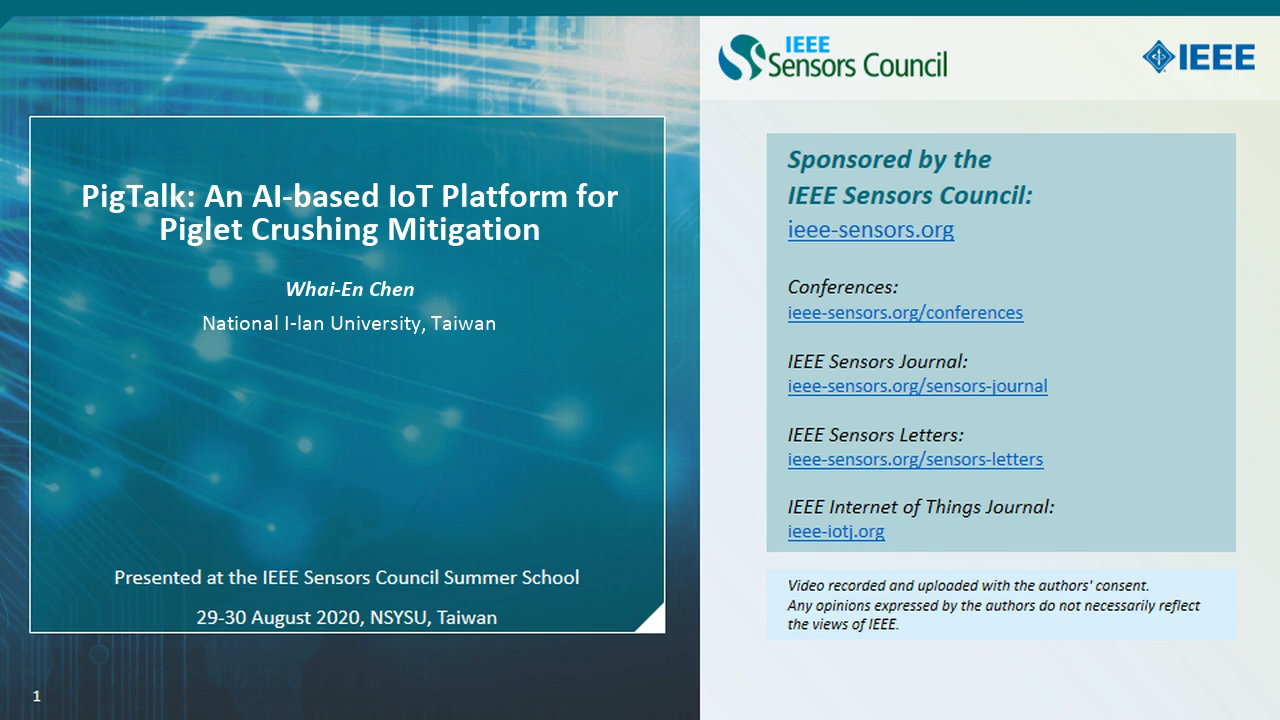 PigTalk: An AI-based IoT Platform for
Piglet Crushing Mitigation
Whai-En Chen
National I-lan University, Taiwan
Presented at the IEEE Sensors Council Summer School
29-30 August 2020, NSYSU, Taiwan
1
IEEE
Sensors Council
IEEE
Sponsored by the
IEEE Sensors Council:
ieee-sensors.org
Conferences:
ieee-sensors.org/conferences
IEEE Sensors Journal:
ieee-sensors.org/sensors-journal
IEEE Sensors Letters:
ieee-sensors.org/sensors-letters
IEEE Internet of Things Journal:
ieee-iotj.org
Video recorded and uploaded with the authors' consent.
Any opinions expressed by the authors do not necessarily reflect
the views of IEEE.